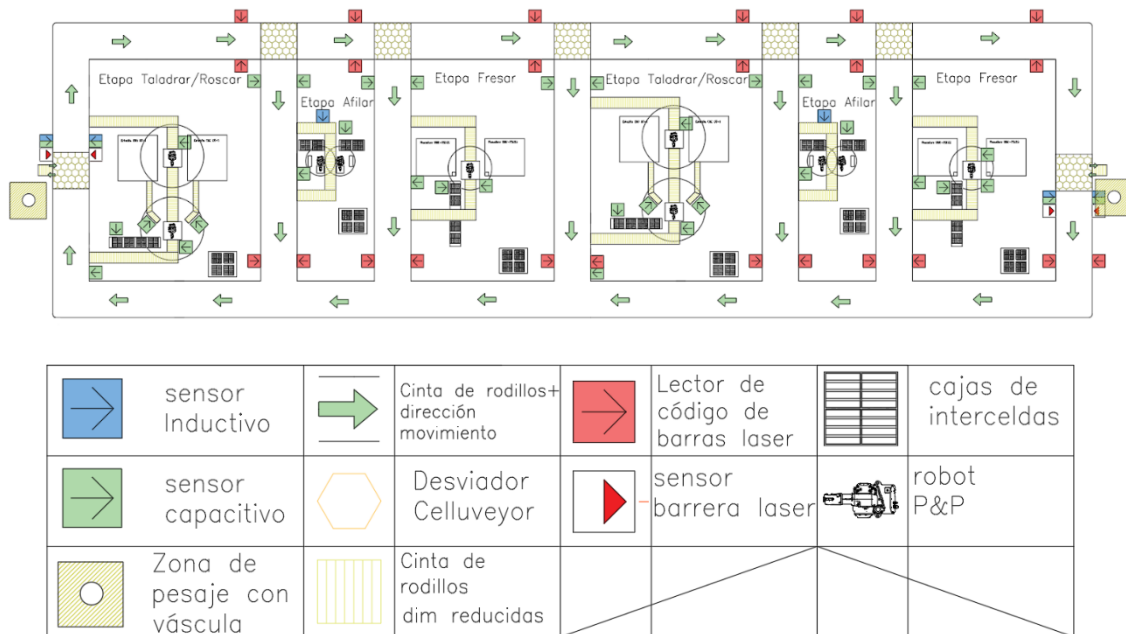 Etapa Taladrar/Roscar
Etapa Fresar
Etapa Taladrar/Roscar
Etapa Fresar
Etapa Afilar
Etapa Afilar
sensor
Inductivo
Cinta de rodillos+
dirección
movimiento
Lector de
código de
barras laser
cajas de
interceldas
sensor
capacitivo
Desviador
Celluveyor
sensor
barrera laser
robot
P&P
Zona de
pesaje con
váscula
Cinta de
rodillos
dim reducidas